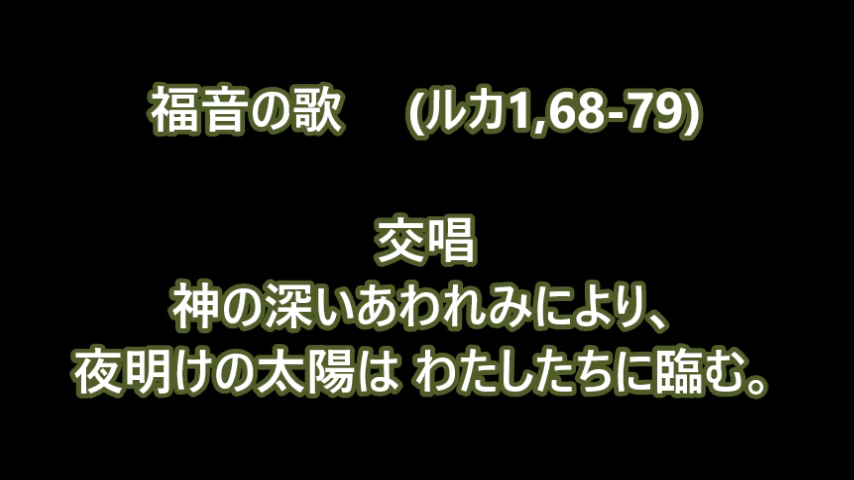 福音の歌　(ルカ1,68-79)
交唱
神の深いあわれみにより、
夜明けの太陽は わたしたちに臨む。